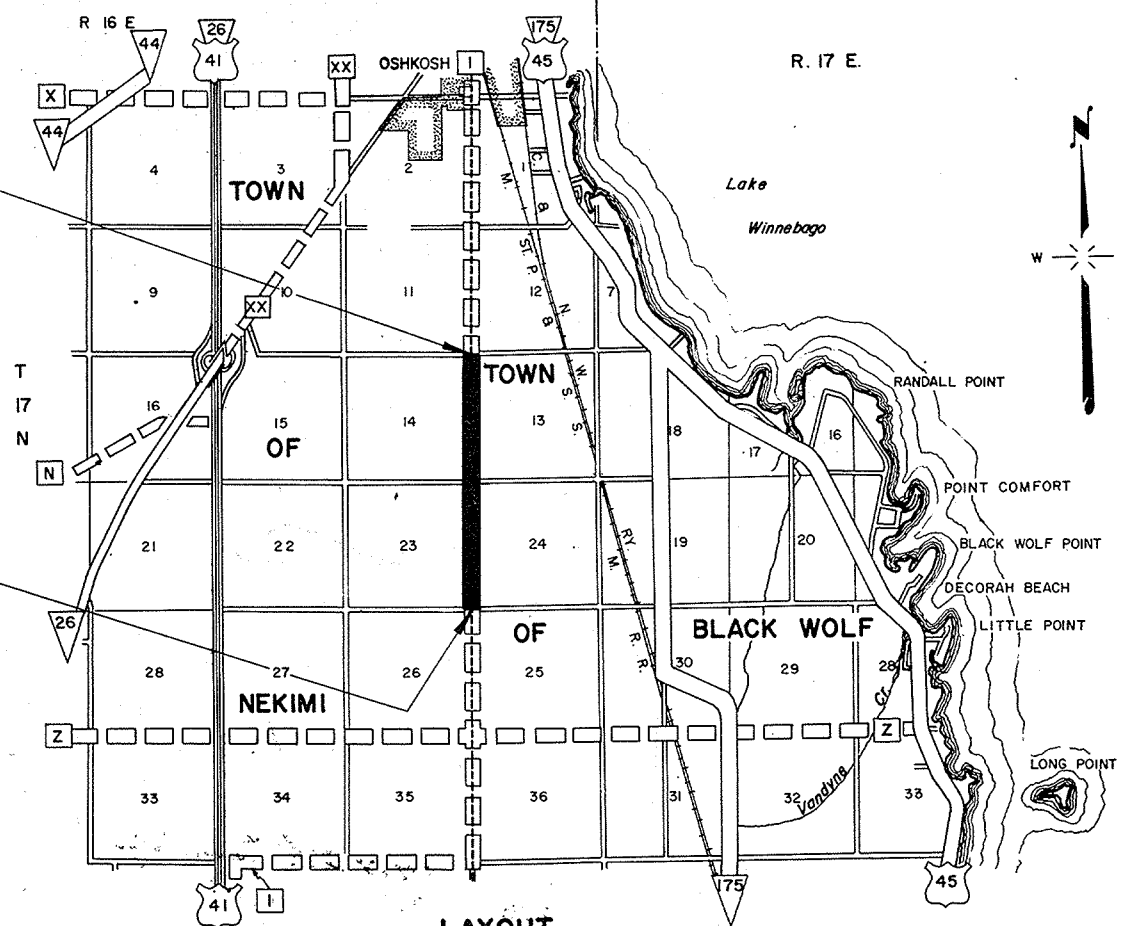 R 16 E
44
26
41
XX
OSHKOSH
I
175
45
R. 17 E.
X
44
N
4
3
2
1
C.
&
M.
ST. P.
&
TOWN
Lake
Winnebago
W
9
10
11
12
7
XX
N.
W.
S.
S.
T
17
N
TOWN
RANDALL POINT
16
15
14
13
18
17
16
OF
N
POINT COMFORT
21
22
23
24
RY.
M.
19
20
BLACK WOLF POINT
DECORAH BEACH
26
OF
BLACK WOLF
LITTLE POINT
R. R.
28
27
26
25
30
29
28
Cr.
NEKIMI
Z
Z
LONG POINT
Vandyne
33
34
35
36
31
32
33
41
I
175
45
LAYOUT